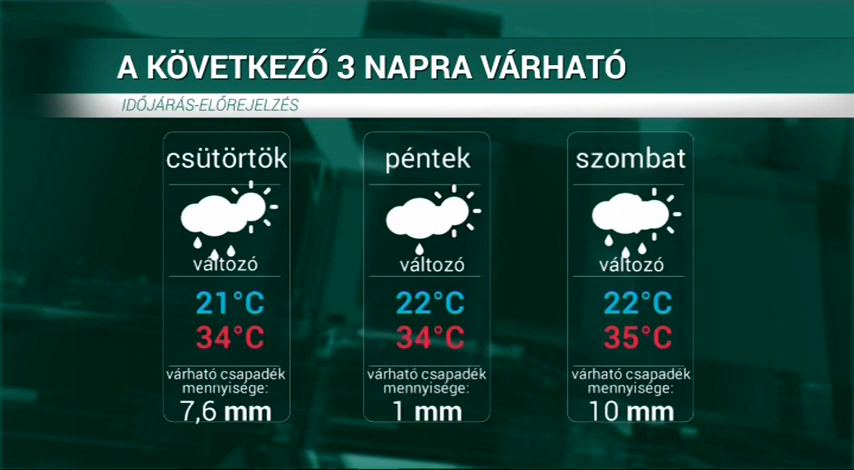 A KÖVETKEZŐ 3 NAPRA VÁRHATÓ
IDŐJÁRÁS-ELŐREJELZÉS
csütörtök
változó
21°C
34°C
várható csapadék
mennyisége:
7,6 mm
péntek
változó
22°C
34°C
várható csapadék
mennyisége:
1 mm
szombat
változó
22°C
35°C
várható csapadék
mennyisége:
10 mm